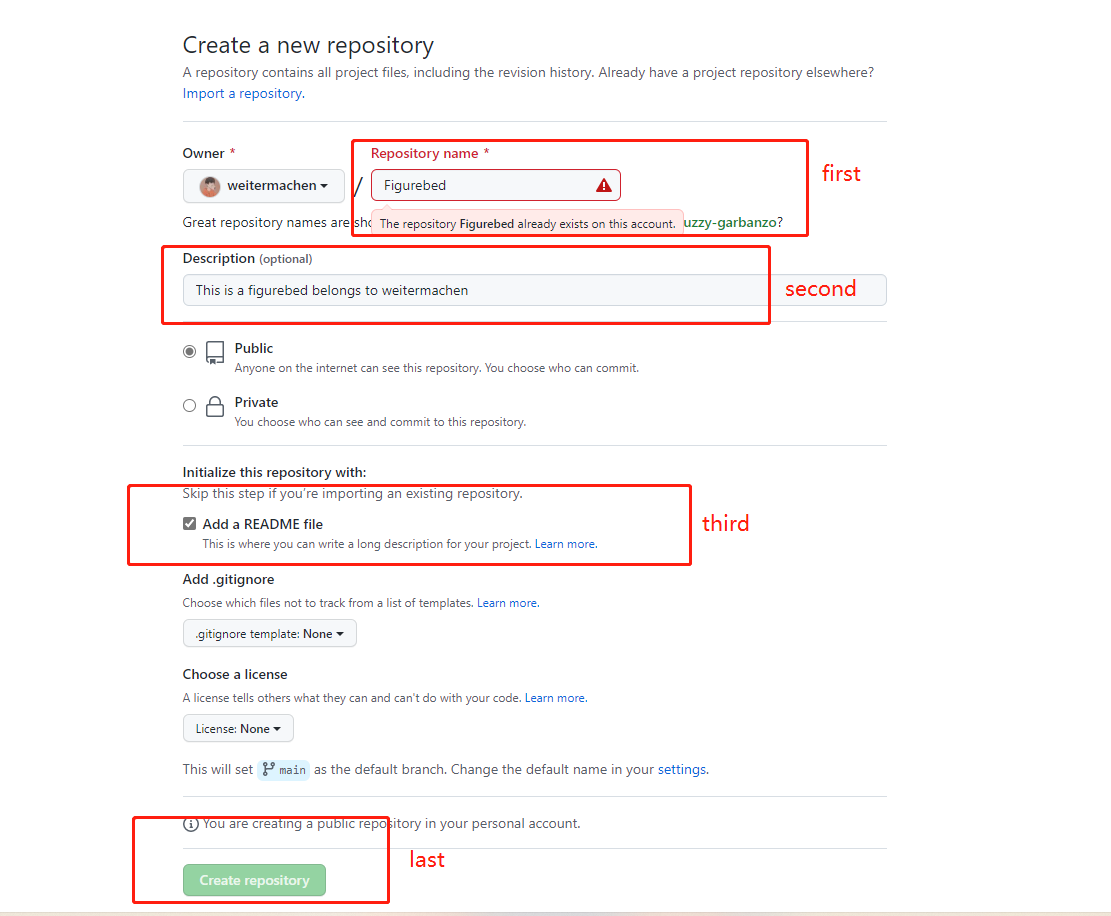 Create a new repository
A repository contains all project files, including the revision history. Already have a project repository elsewhere?
Import a repository.
Owner *
Repository name *
first
weitermachen
/
Figurebed
Great repository names are sho
The repository Figurebed already exists on this account.
uzzy-garbanzo?
Description (optional)
This is a figurebed belongs to weitermachen
second
Public
Anyone on the internet can see this repository. You choose who can commit.
Private
You choose who can see and commit to this repository.
Initialize this repository with:
Skip this step if you're importing an existing repository.
Add a README file
third
This is where you can write a long description for your project. Learn more.
Add .gitignore
Choose which files not to track from a list of templates. Learn more.
.gitignore template: None
Choose a license
A license tells others what they can and can't do with your code. Learn more.
License: None
This will set main as the default branch. Change the default name in your settings.
You are creating a public repository in your personal account.
last
Create repository